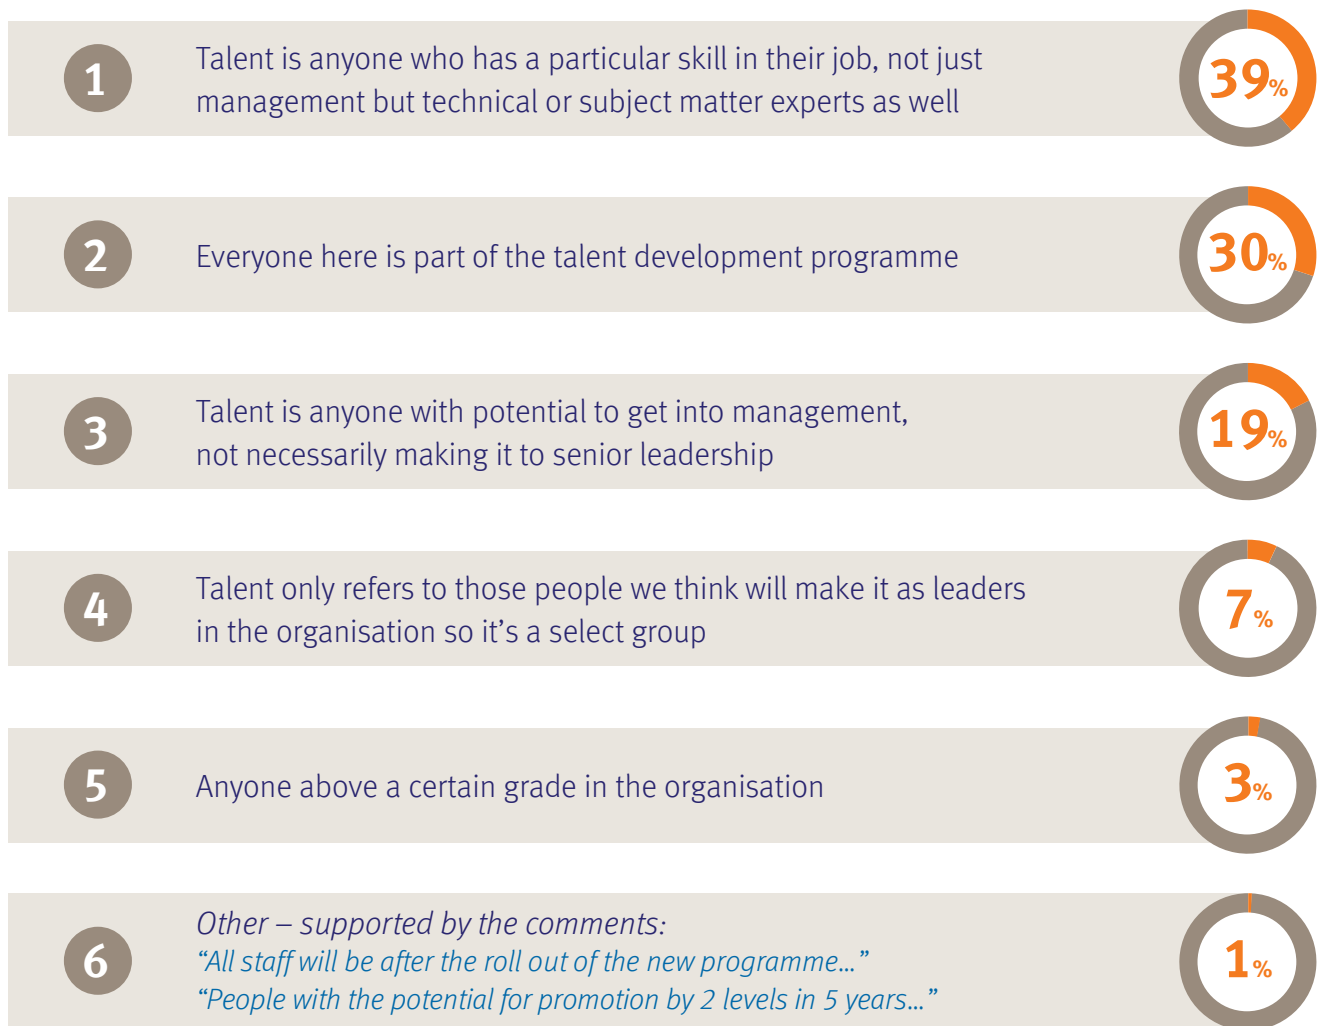 1
Talent is anyone who has a particular skill in their job, not just
management but technical or subject matter experts as well
39%
2
Everyone here is part of the talent development programme
30%
3
Talent is anyone with potential to get into management,
not necessarily making it to senior leadership
19%
4
Talent only refers to those people we think will make it as leaders
in the organisation so it’s a select group
7%
5
Anyone above a certain grade in the organisation
3%
6
Other – supported by the comments:
“All staff will be after the roll out of the new programme...”
“People with the potential for promotion by 2 levels in 5 years...”
1%